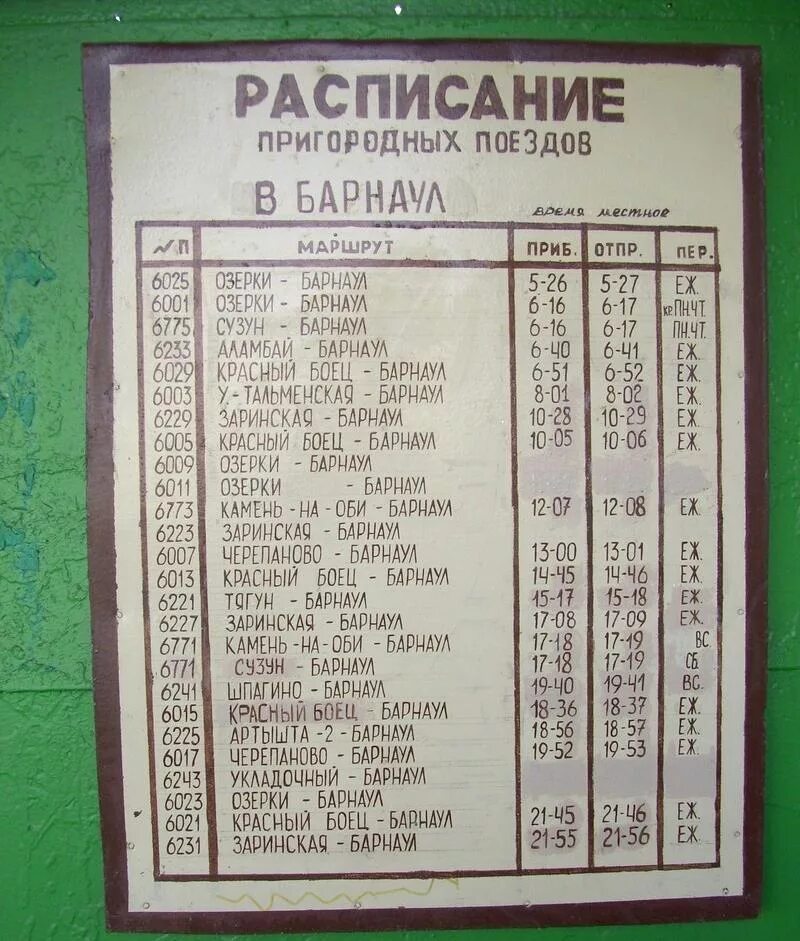 РАСПИСАНИЕ
ПРИГОРОДНЫХ ПОЕЗДОВ
В БАРНАУЛ
время местное
№П МАРШРУТ ПРИБ. ОТПР. ПЕР.
6025 ОЗЕРКИ - БАРНАУЛ 5-26 5-27 ЕЖ.
6001 ОЗЕРКИ - БАРНАУЛ 6-16 6-17 кр.ПН.ЧТ.
6775 СУЗУН - БАРНАУЛ 6-16 6-17 ПН.ЧТ.
6233 АЛАМБАЙ - БАРНАУЛ 6-40 6-41 ЕЖ.
6029 КРАСНЫЙ БОЕЦ - БАРНАУЛ 6-51 6-52 ЕЖ.
6003 У.-ТАЛЬМЕНСКАЯ - БАРНАУЛ 8-01 8-02 ЕЖ.
6229 ЗАРИНСКАЯ - БАРНАУЛ 10-28 10-29 ЕЖ.
6005 КРАСНЫЙ БОЕЦ - БАРНАУЛ 10-05 10-06 ЕЖ.
6009 ОЗЕРКИ - БАРНАУЛ
6011 ОЗЕРКИ - БАРНАУЛ
6773 КАМЕНЬ-НА-ОБИ - БАРНАУЛ 12-07 12-08 ЕЖ.
6223 ЗАРИНСКАЯ - БАРНАУЛ
6007 ЧЕРЕПАНОВО - БАРНАУЛ 13-00 13-01 ЕЖ.
6013 КРАСНЫЙ БОЕЦ - БАРНАУЛ 14-45 14-46 ЕЖ.
6221 ТЯГУН - БАРНАУЛ 15-17 15-18 ЕЖ.
6227 ЗАРИНСКАЯ - БАРНАУЛ 17-08 17-09 ЕЖ.
6771 КАМЕНЬ-НА-ОБИ - БАРНАУЛ 17-18 17-19 ВС.
6771 СУЗУН - БАРНАУЛ 17-18 17-19 СБ.
6241 ШПАГИНО - БАРНАУЛ 19-40 19-41 ВС.
6015 КРАСНЫЙ БОЕЦ - БАРНАУЛ 18-36 18-37 ЕЖ.
6225 АРТЫШТА-2 - БАРНАУЛ 18-56 18-57 ЕЖ.
6017 ЧЕРЕПАНОВО - БАРНАУЛ 19-52 19-53 ЕЖ.
6243 УКЛАДОЧНЫЙ - БАРНАУЛ
6023 ОЗЕРКИ - БАРНАУЛ
6021 КРАСНЫЙ БОЕЦ - БАРНАУЛ 21-45 21-46 ЕЖ.
6231 ЗАРИНСКАЯ - БАРНАУЛ 21-55 21-56 ЕЖ.